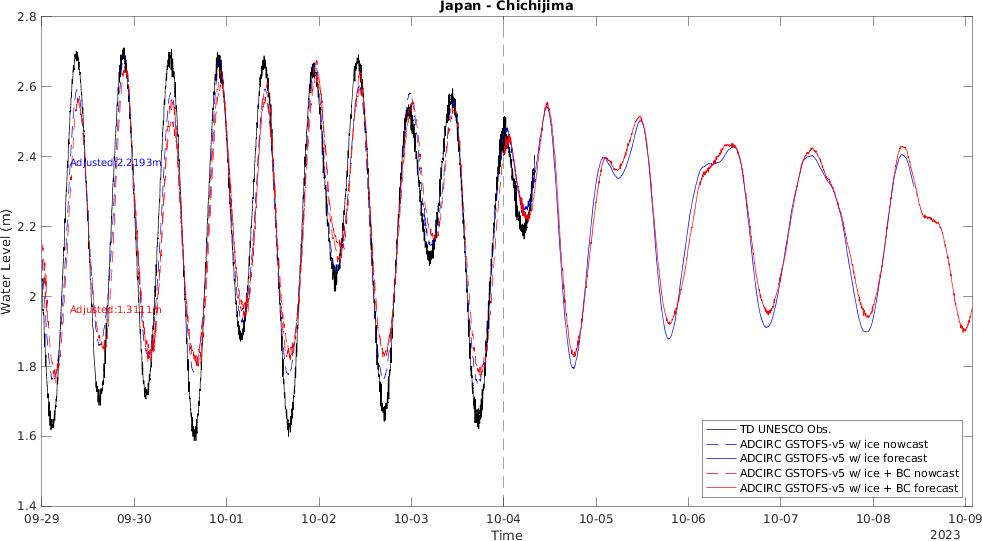 Japan - Chichijima
2.8
2.6
2.4
2.2
2
1.8
1.6
1.4
Water Level (m)
Adjusted:2.2193m
Adjusted:1.3111m
TD UNESCO Obs.
ADCIRC GSTOFS-v5 w/ ice nowcast
ADCIRC GSTOFS-v5 w/ ice forecast
ADCIRC GSTOFS-v5 w/ ice + BC nowcast
ADCIRC GSTOFS-v5 w/ ice + BC forecast
09-29 09-30 10-01 10-02 10-03 10-04 10-05 10-06 10-07 10-08 10-09
Time
2023